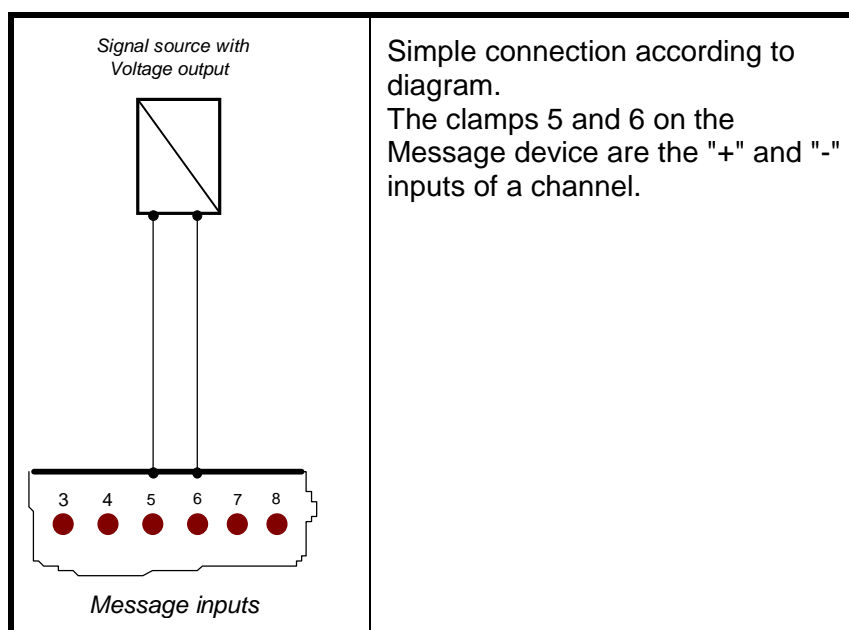 Signal source with
Voltage output
3 4 5 6 7 8
Message inputs
Simple connection according to
diagram.
The clamps 5 and 6 on the
Message device are the "+" and "-"
inputs of a channel.